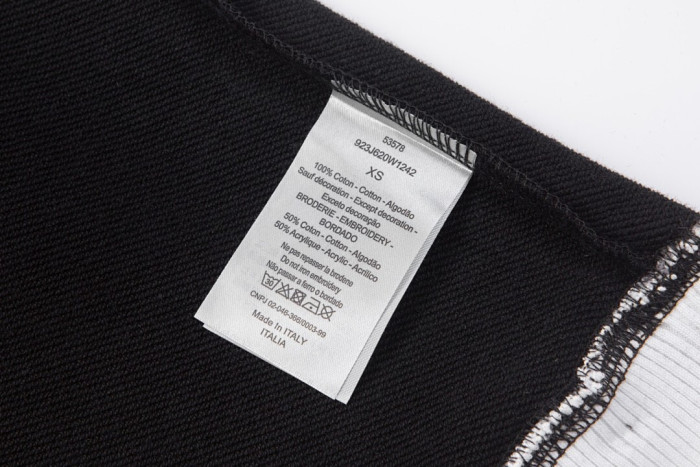 53578
923J620W1242
XS
100% Coton - Cotton - Algodão
Sauf décoration - Except decoration -
Exceto decoração
BRODERIE - EMBROIDERY -
BORDADO
50% Coton - Cotton - Algodão
50% Acrylique - Acrylic - Acrílico
Ne pas repasser la broderie
Do not iron embroidery
Não passar a ferro o bordado
30
CNPJ 02-046-366/0003-99
Made In ITALY
ITALIA